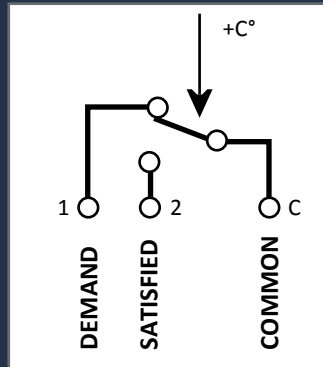 +C°
1
2
C
DEMAND
SATISFIED
COMMON